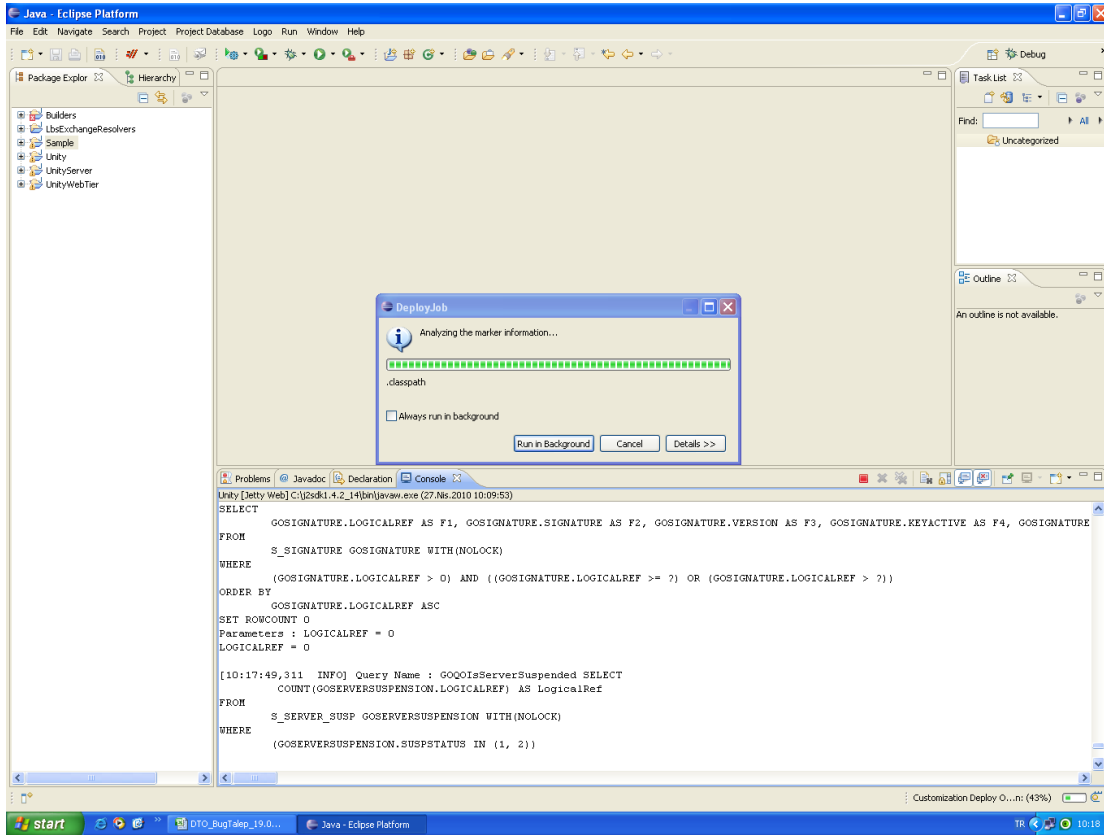 Java - Eclipse Platform
File Edit Navigate Search Project Project Database Logo Run Window Help
Debug
Package Explor
Hierarchy
Builders
LbsExchangeResolvers
Sample
Unity
UnityServer
UnityWebTier
Task List
Find:
All
Uncategorized
Outline
An outline is not available.
DeployJob
Analyzing the marker information...
.classpath
Always run in background
Run in Background
Cancel
Details >>
Problems
Javadoc
Declaration
Console
Unity [Jetty Web] C:\j2sdk1.4.2_14\bin\javaw.exe (27.Nis.2010 10:09:53)
SELECT
GOSIGNATURE.LOGICALREF AS F1, GOSIGNATURE.SIGNATURE AS F2, GOSIGNATURE.VERSION AS F3, GOSIGNATURE.KEYACTIVE AS F4, GOSIGNATURE
FROM
S_SIGNATURE GOSIGNATURE WITH(NOLOCK)
WHERE
(GOSIGNATURE.LOGICALREF > 0) AND ((GOSIGNATURE.LOGICALREF >= ?) OR (GOSIGNATURE.LOGICALREF > ?))
ORDER BY
GOSIGNATURE.LOGICALREF ASC
SET ROWCOUNT 0
Parameters : LOGICALREF = 0
LOGICALREF = 0
[10:17:49,311 INFO] Query Name : GOQOIsServerSuspended SELECT
COUNT(GOSERVERSUSPENSION.LOGICALREF) AS LogicalRef
FROM
S_SERVER_SUSP GOSERVERSUSPENSION WITH(NOLOCK)
WHERE
(GOSERVERSUSPENSION.SUSPSTATUS IN (1, 2))
Customization Deploy O...n: (43%)
start
DTO_BugTalep_19.0...
Java - Eclipse Platform
TR
10:18